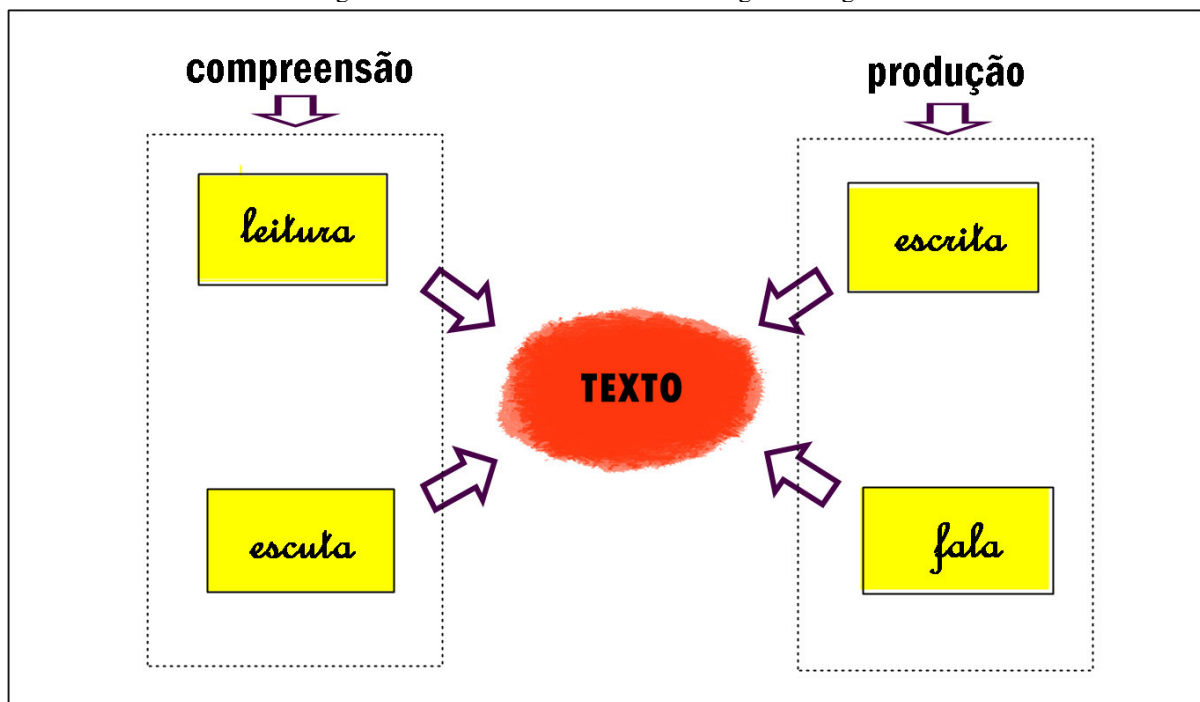 compreensão
produção
leitura
escrita
TEXTO
escuta
fala